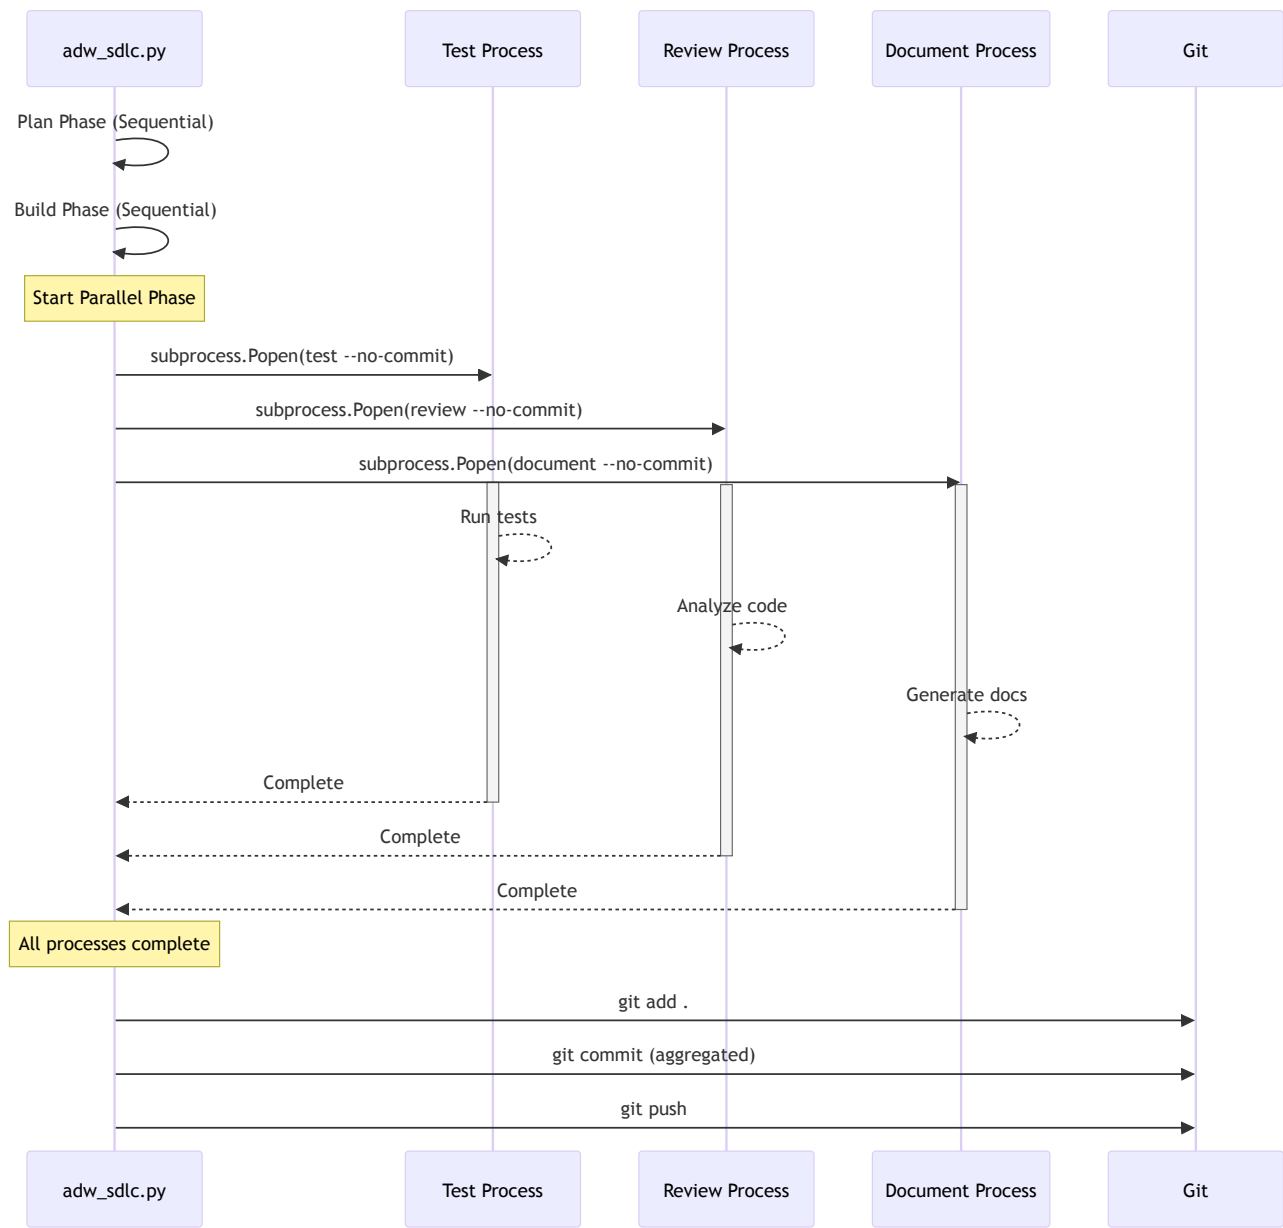 adw_sdlc.py
Test Process
Review Process
Document Process
Git
Plan Phase (Sequential)
Build Phase (Sequential)
Start Parallel Phase
subprocess.Popen(test --no-commit)
subprocess.Popen(review --no-commit)
subprocess.Popen(document --no-commit)
Run tests
Analyze code
Generate docs
Complete
Complete
Complete
All processes complete
git add .
git commit (aggregated)
git push
adw_sdlc.py
Test Process
Review Process
Document Process
Git